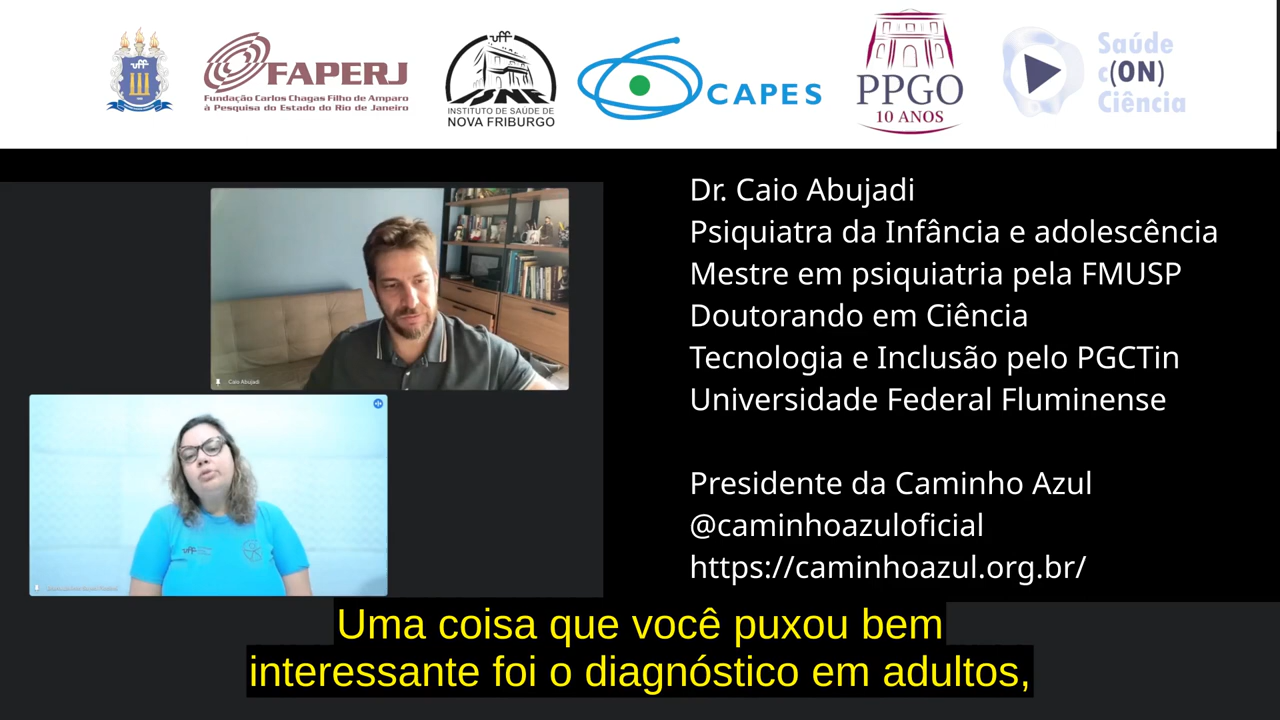 FAPERJ
Fundação Carlos Chagas Filho de Amparo
à Pesquisa do Estado do Rio de Janeiro
uff
INSTITUTO DE SAÚDE DE
NOVA FRIBURGO
CAPES
PPGO
10 ANOS
Saúde
c(ON)
Ciência
Dr. Caio Abujadi
Psiquiatra da Infância e adolescência
Mestre em psiquiatria pela FMUSP
Doutorando em Ciência
Tecnologia e Inclusão pelo PGCTin
Universidade Federal Fluminense
Presidente da Caminho Azul
@caminhoazuloficial
https://caminhoazul.org.br/
Caio Abujadi
uff
Uma coisa que você puxou bem
interessante foi o diagnóstico em adultos,